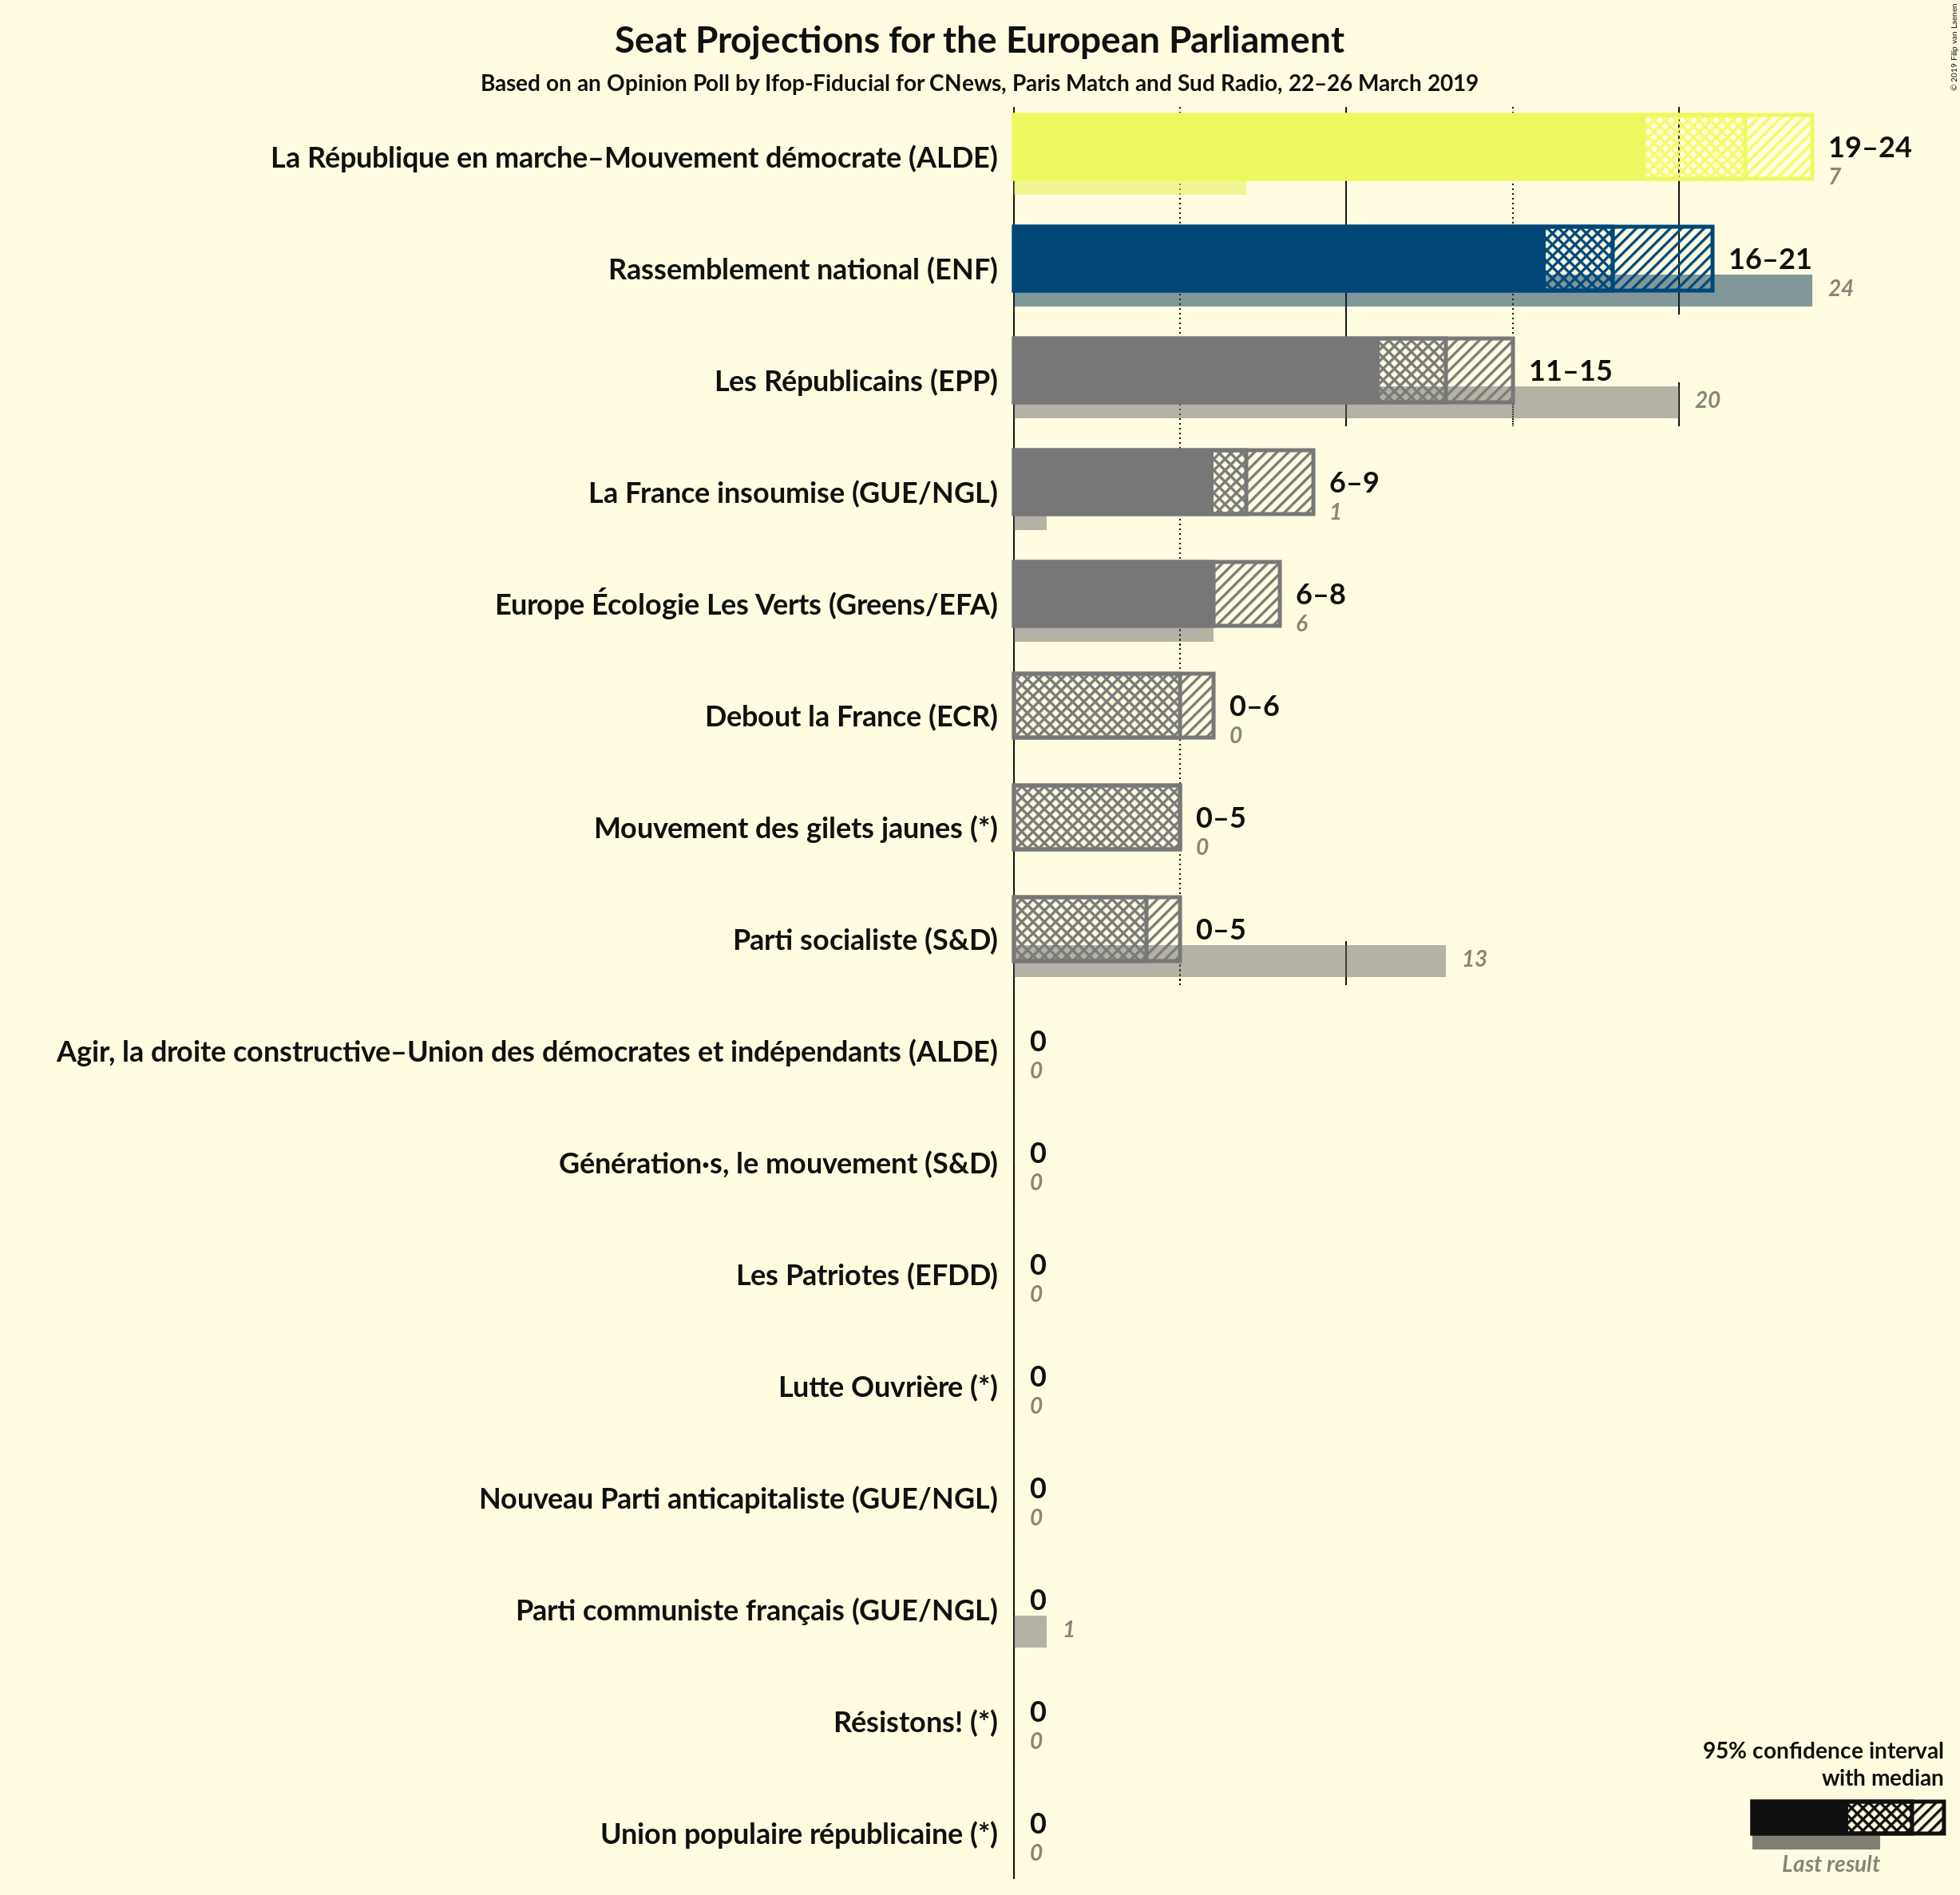 Seat Projections for the European Parliament
Based on an Opinion Poll by Ifop-Fiducial for CNews, Paris Match and Sud Radio, 22–26 March 2019
© 2019 Filip van Laenen
La République en marche–Mouvement démocrate (ALDE)
19–24
7
Rassemblement national (ENF)
16–21
24
Les Républicains (EPP)
11–15
20
La France insoumise (GUE/NGL)
6–9
1
Europe Écologie Les Verts (Greens/EFA)
6–8
6
Debout la France (ECR)
0–6
0
Mouvement des gilets jaunes (*)
0–5
0
Parti socialiste (S&D)
0–5
13
Agir, la droite constructive–Union des démocrates et indépendants (ALDE)
0
0
Génération·s, le mouvement (S&D)
0
0
Les Patriotes (EFDD)
0
0
Lutte Ouvrière (*)
0
0
Nouveau Parti anticapitaliste (GUE/NGL)
0
0
Parti communiste français (GUE/NGL)
0
1
Résistons! (*)
0
0
Union populaire républicaine (*)
0
0
95% confidence interval
with median
Last result